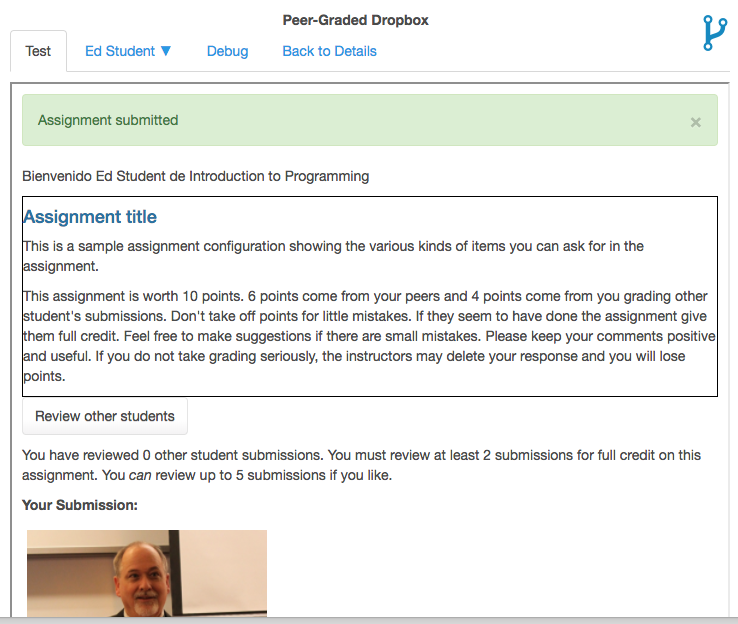 Peer-Graded Dropbox
Test Ed Student ▼ Debug Back to Details
Assignment submitted ×
Bienvenido Ed Student de Introduction to Programming
Assignment title
This is a sample assignment configuration showing the various kinds of items you can ask for in the
assignment.
This assignment is worth 10 points. 6 points come from your peers and 4 points come from you grading other
student's submissions. Don't take off points for little mistakes. If they seem to have done the assignment give
them full credit. Feel free to make suggestions if there are small mistakes. Please keep your comments positive
and useful. If you do not take grading seriously, the instructors may delete your response and you will lose
points.
Review other students
You have reviewed 0 other student submissions. You must review at least 2 submissions for full credit on this
assignment. You can review up to 5 submissions if you like.
Your Submission: